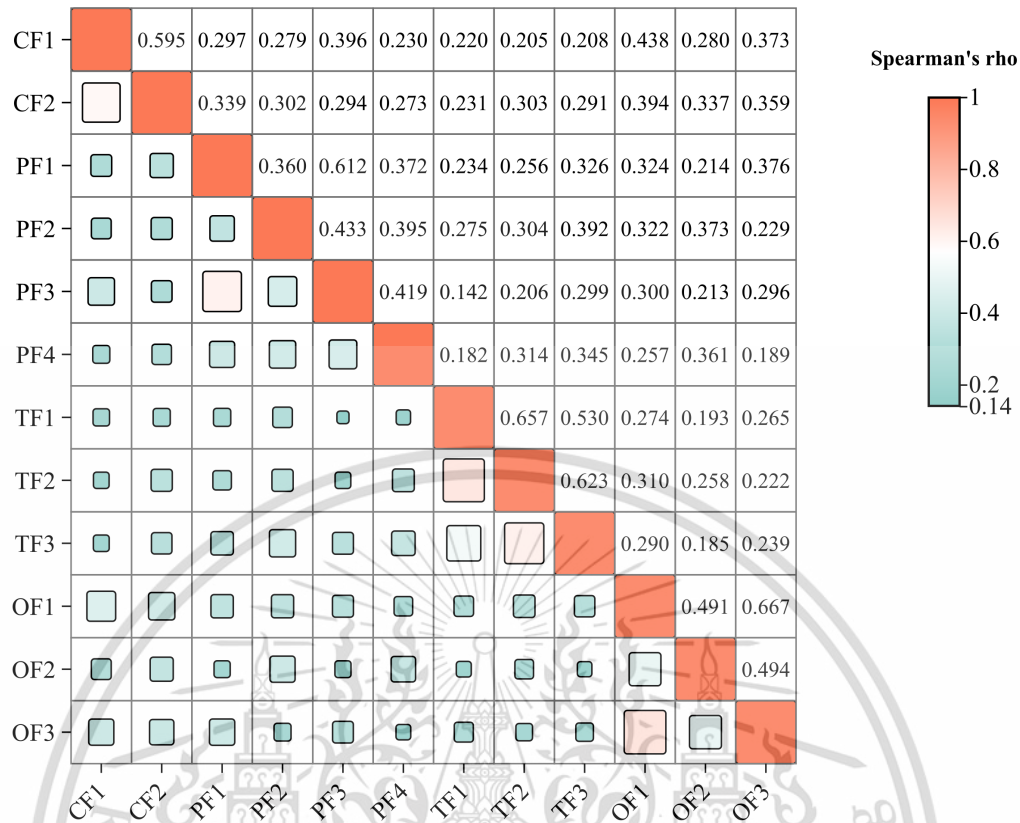 CF1 0.595 0.297 0.279 0.396 0.230 0.220 0.205 0.208 0.438 0.280 0.373
Spearman's rho
CF2 0.339 0.302 0.294 0.273 0.231 0.303 0.291 0.394 0.337 0.359
1
PF1 0.360 0.612 0.372 0.234 0.256 0.326 0.324 0.214 0.376
0.8
PF2 0.433 0.395 0.275 0.304 0.392 0.322 0.373 0.229
0.6
PF3 0.419 0.142 0.206 0.299 0.300 0.213 0.296
0.4
PF4 0.182 0.314 0.345 0.257 0.361 0.189
0.2
0.14
TF1 0.657 0.530 0.274 0.193 0.265
TF2 0.623 0.310 0.258 0.222
TF3 0.290 0.185 0.239
OF1 0.491 0.667
OF2 0.494
OF3
CF1 CF2 PF1 PF2 PF3 PF4 TF1 TF2 TF3 OF1 OF2 OF3